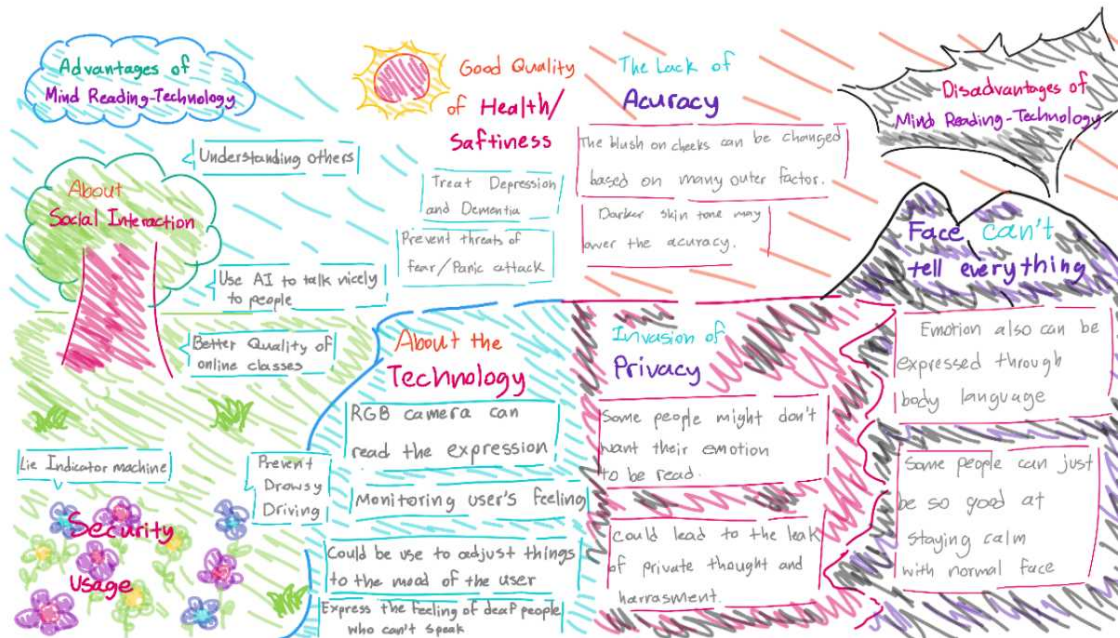 Advantages of
Mind Reading-Technology
About
Social Interaction
Understanding others
Use AI to talk nicely
to people
Better Quality of
online classes
Lie Indicator machine
Prevent
Drowsy
Driving
Security
usage
Good Quality
of Health/
Saftiness
Treat Depression
and Dementia
Prevent threats of
fear/Panic attack
About the
Technology
RGB camera can
read the expression
Monitoring user's feeling
Could be use to adjust things
to the mood of the user
Express the feeling of deaf people
who can't speak
The Lack of
Acuracy
The blush on cheeks can be changed
based on many outer factor.
Darker skin tone may
lower the acuracy.
Invasion of
Privacy
Some people might don't
want their emotion
to be read.
Could lead to the leak
of private thought and
harrasment.
Disadvantages of
Mind Reading-Technology
Face can't
tell everything
Emotion also can be
expressed through
body language
Some people can just
be so good at
staying calm
with normal face